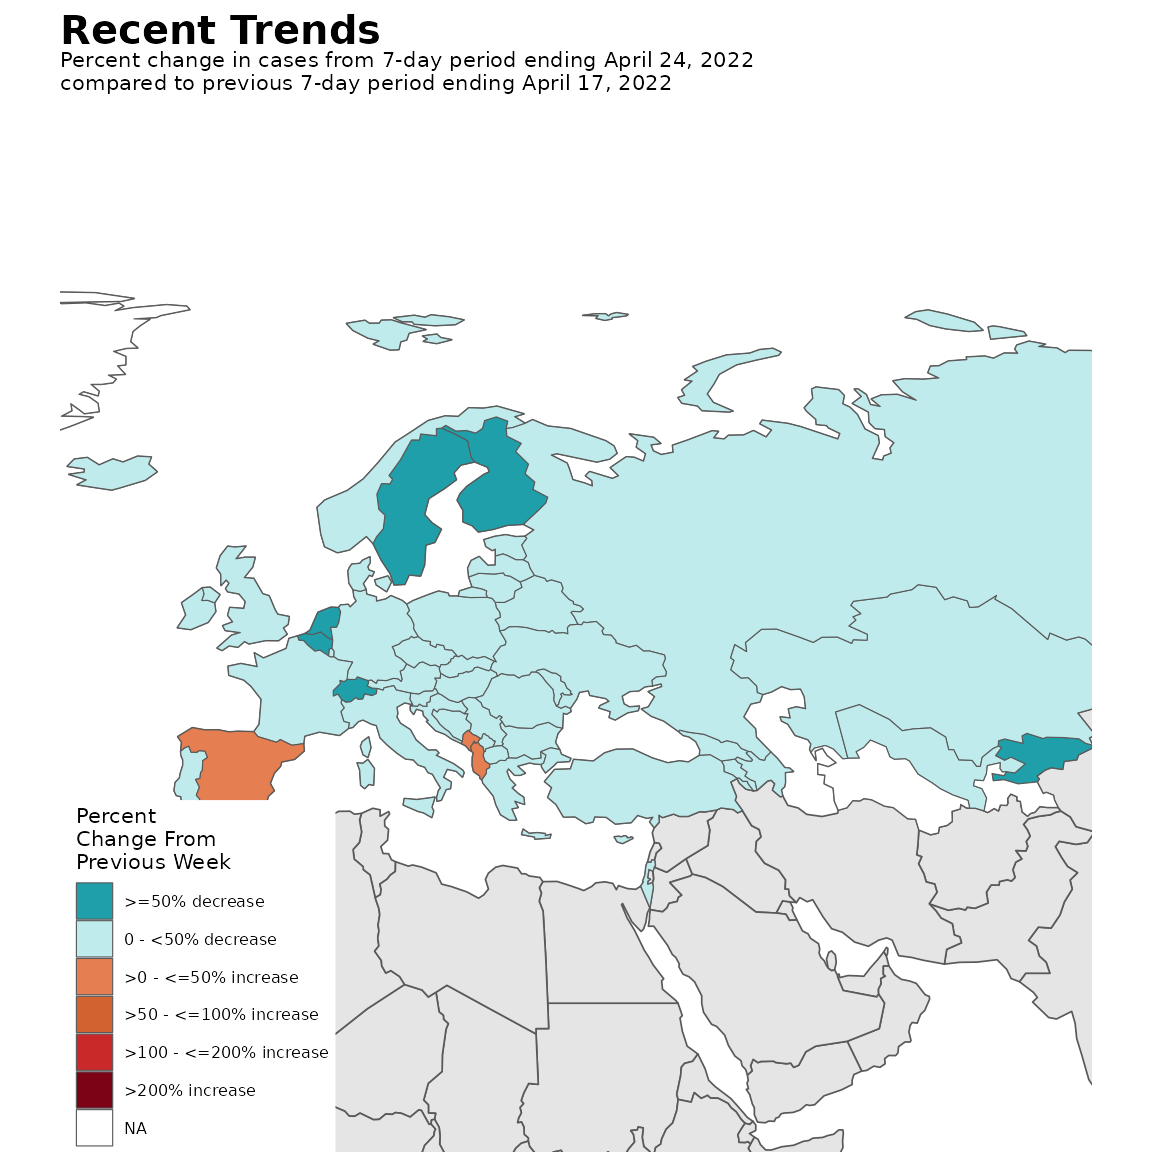 Recent Trends
Percent change in cases from 7-day period ending April 24, 2022
compared to previous 7-day period ending April 17, 2022
Percent
Change From
Previous Week
>=50% decrease
0 - <50% decrease
>0 - <=50% increase
>50 - <=100% increase
>100 - <=200% increase
>200% increase
NA